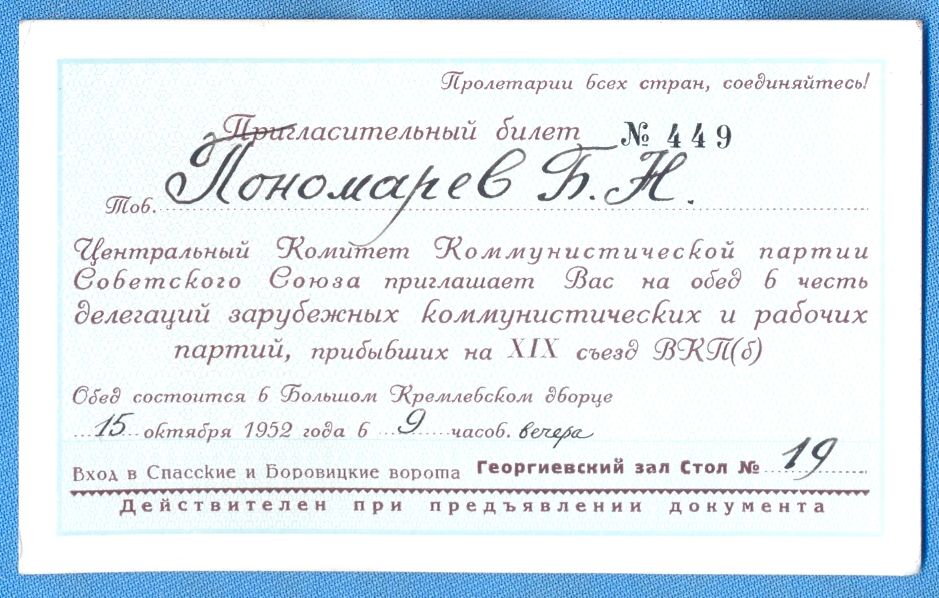 Пролетарии всех стран, соединяйтесь!
Пригласительный билет № 449
Тов. Пономарев Б. Н.
Центральный Комитет Коммунистической партии
Советского Союза приглашает Вас на обед в честь
делегаций зарубежных коммунистических и рабочих
партий, прибывших на XIX съезд ВКП(б)
Обед состоится в Большом Кремлевском дворце
15 октября 1952 года в 9 часов. вечера
Вход в Спасские и Боровицкие ворота Георгиевский зал Стол № 19
Действителен при предъявлении документа